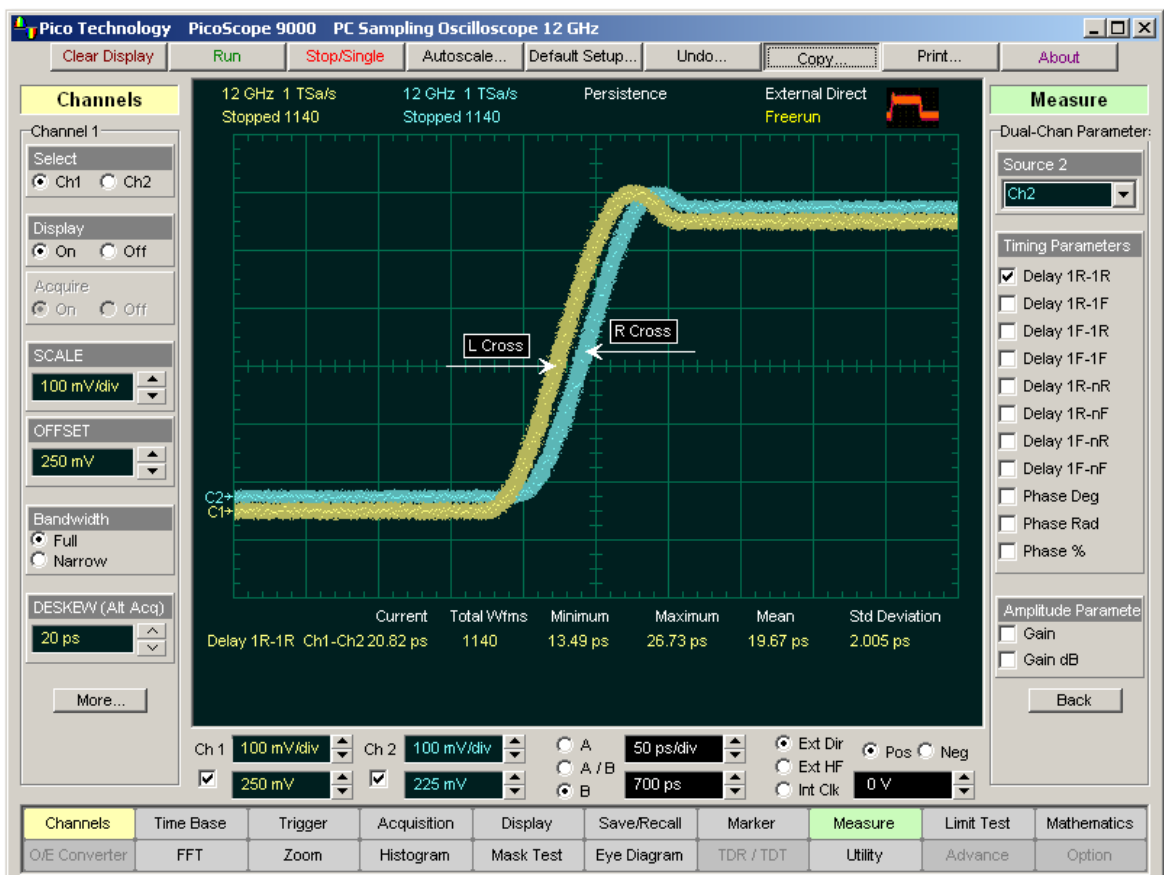 Pico Technology PicoScope 9000 PC Sampling Oscilloscope 12 GHz
Clear Display Run Stop/Single Autoscale... Default Setup... Undo... Copy... Print... About
Channels
Channel 1
Select
Ch1 Ch2
Display
On Off
Acquire
On Off
SCALE
100 mV/div
OFFSET
250 mV
Bandwidth
Full
Narrow
DESKEW (Alt Acq)
20 ps
More...
12 GHz 1 TSa/s 12 GHz 1 TSa/s Persistence External Direct
Stopped 1140 Stopped 1140 Freerun
R Cross
L Cross
C2
C1
Current Total Wfms Minimum Maximum Mean Std Deviation
Delay 1R-1R Ch1-Ch2 20.82 ps 1140 13.49 ps 26.73 ps 19.67 ps 2.005 ps
Measure
Dual-Chan Parameter:
Source 2
Ch2
Timing Parameters
Delay 1R-1R
Delay 1R-1F
Delay 1F-1R
Delay 1F-1F
Delay 1R-nR
Delay 1R-nF
Delay 1F-nR
Delay 1F-nF
Phase Deg
Phase Rad
Phase %
Amplitude Paramete
Gain
Gain dB
Back
Ch 1 100 mV/div Ch 2 100 mV/div A 50 ps/div Ext Dir Pos Neg
A / B Ext HF
250 mV 225 mV B 700 ps Int Clk 0 V
Channels Time Base Trigger Acquisition Display Save/Recall Marker Measure Limit Test Mathematics
O/E Converter FFT Zoom Histogram Mask Test Eye Diagram TDR / TDT Utility Advance Option